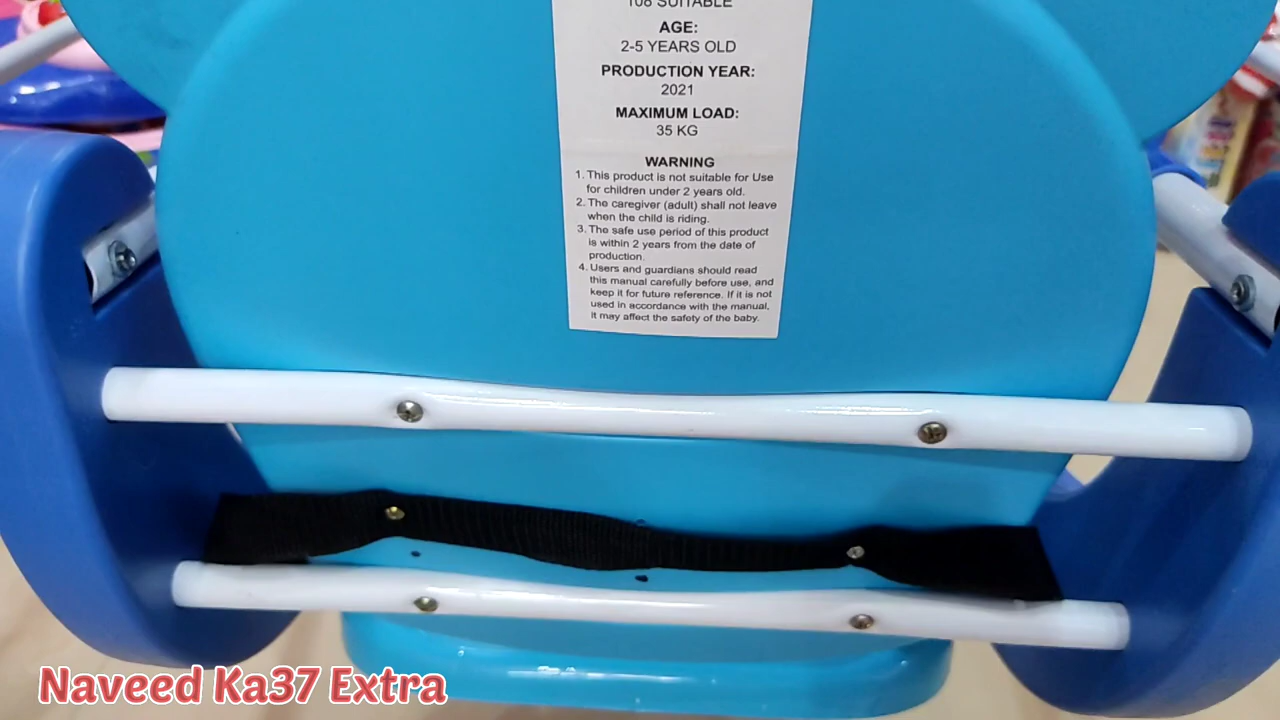 108 SUITABLE
AGE:
2-5 YEARS OLD
PRODUCTION YEAR:
2021
MAXIMUM LOAD:
35 KG
WARNING
1. This product is not suitable for Use
for children under 2 years old.
2. The caregiver (adult) shall not leave
when the child is riding.
3. The safe use period of this product
is within 2 years from the date of
production.
4. Users and guardians should read
this manual carefully before use, and
keep it for future reference. If it is not
used in accordance with the manual,
it may affect the safety of the baby.
Naveed Ka37 Extra